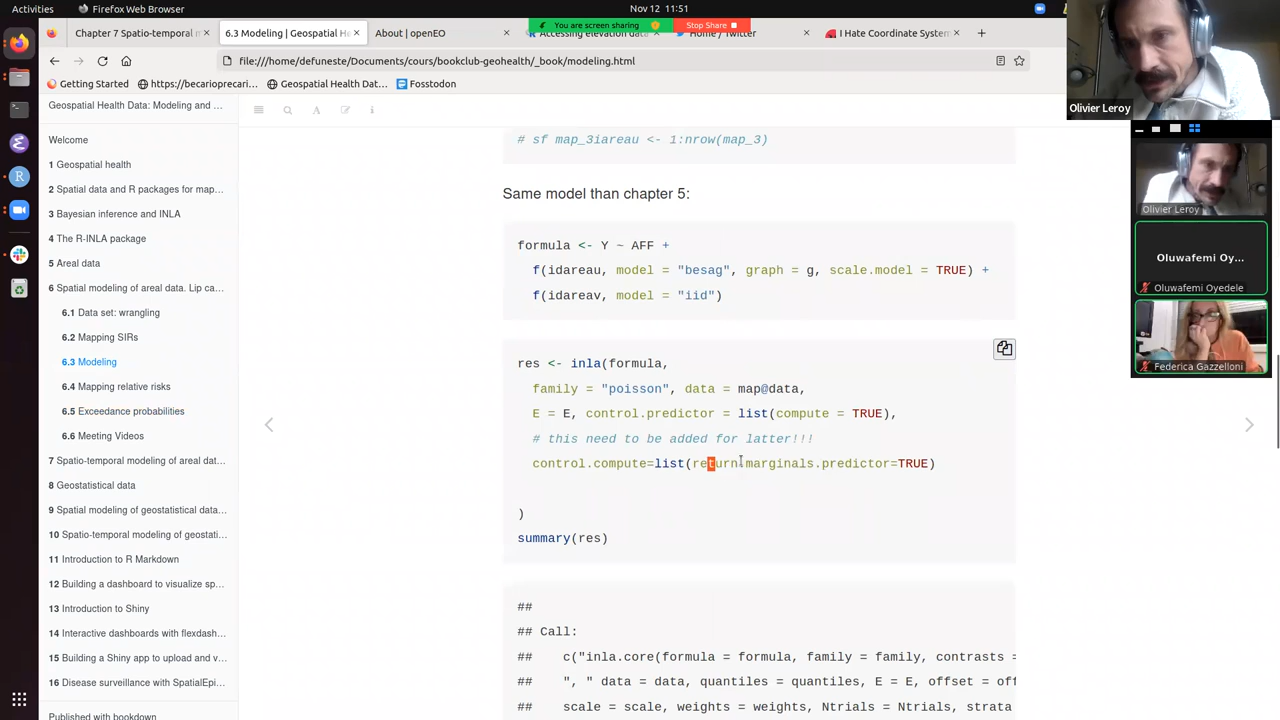 Activities
Firefox Web Browser
Nov 12 11:51
You are screen sharing
Stop Share
Chapter 7 Spatio-temporal m
6.3 Modeling | Geospatial He
About | openEO
Accessing elevation data
Home / Twitter
I Hate Coordinate System
file:///home/defuneste/Documents/cours/bookclub-geohealth/_book/modeling.html
Getting Started
https://becarioprecari...
Geospatial Health Dat...
Fosstodon
Olivier Leroy
Geospatial Health Data: Modeling and ...
Welcome
1 Geospatial health
2 Spatial data and R packages for map...
3 Bayesian inference and INLA
4 The R-INLA package
5 Areal data
6 Spatial modeling of areal data. Lip ca...
6.1 Data set: wrangling
6.2 Mapping SIRs
6.3 Modeling
6.4 Mapping relative risks
6.5 Exceedance probabilities
6.6 Meeting Videos
7 Spatio-temporal modeling of areal dat...
8 Geostatistical data
9 Spatial modeling of geostatistical data...
10 Spatio-temporal modeling of geostati...
11 Introduction to R Markdown
12 Building a dashboard to visualize sp...
13 Introduction to Shiny
14 Interactive dashboards with flexdash...
15 Building a Shiny app to upload and v...
16 Disease surveillance with SpatialEpi...
Published with bookdown
# sf map_3iareau <- 1:nrow(map_3)
Same model than chapter 5:
formula <- Y ~ AFF +
f(idareau, model = "besag", graph = g, scale.model = TRUE) +
f(idareav, model = "iid")
res <- inla(formula,
family = "poisson", data = map@data,
E = E, control.predictor = list(compute = TRUE),
# this need to be added for latter!!!
control.compute=list(return.marginals.predictor=TRUE)
)
summary(res)
##
## Call:
## c("inla.core(formula = formula, family = family, contrasts =
## ", " data = data, quantiles = quantiles, E = E, offset = off
## scale = scale, weights = weights, Ntrials = Ntrials, strata
Olivier Leroy
Oluwafemi Oy...
Oluwafemi Oyedele
Federica Gazzelloni